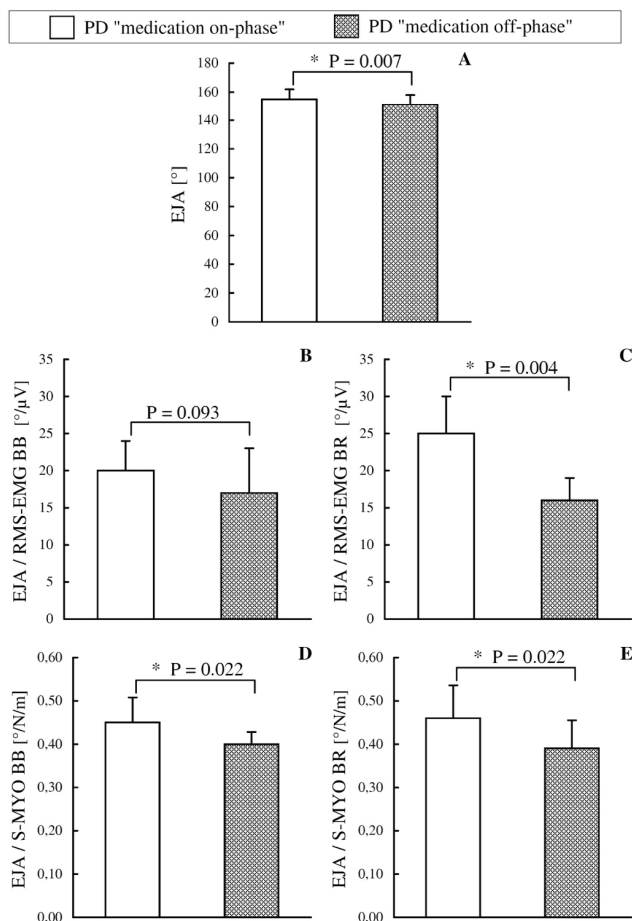 PD "medication on-phase" PD "medication off-phase"
A
* P = 0.007
EJA [°]
180
160
140
120
100
80
60
40
20
0
B
P = 0.093
EJA / RMS-EMG BB [°/µV]
35
30
25
20
15
10
5
0
C
* P = 0.004
EJA / RMS-EMG BR [°/µV]
35
30
25
20
15
10
5
0
D
* P = 0.022
EJA / S-MYO BB [°/N/m]
0,60
0,50
0,40
0,30
0,20
0,10
0,00
E
* P = 0.022
EJA / S-MYO BR [°/N/m]
0,60
0,50
0,40
0,30
0,20
0,10
0.00